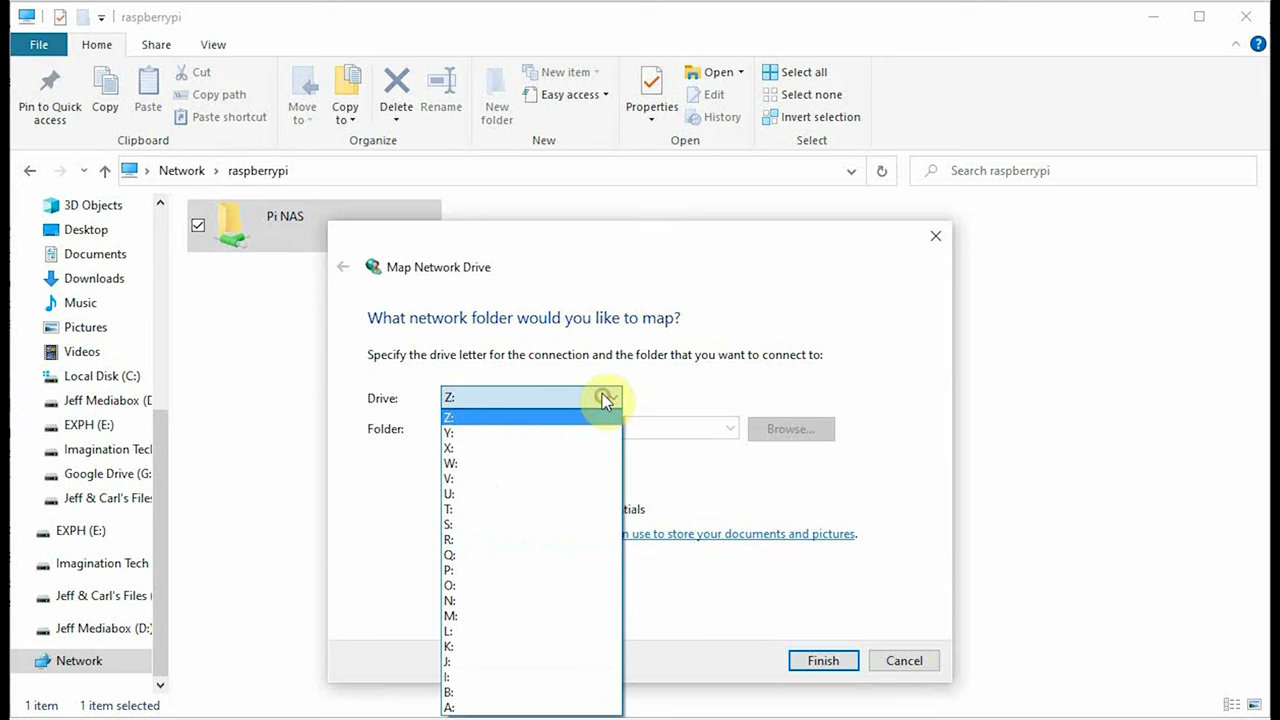 raspberrypi
File
Home
Share
View
Pin to Quick
access
Copy
Paste
Cut
Copy path
Paste shortcut
Clipboard
Move
to
Copy
to
Delete
Rename
Organize
New
folder
New item
Easy access
New
Properties
Open
Edit
History
Open
Select all
Select none
Invert selection
Select
Network > raspberrypi
Search raspberrypi
3D Objects
Desktop
Documents
Downloads
Music
Pictures
Videos
Local Disk (C:)
Jeff Mediabox (D
EXPH (E:)
Imagination Tech
Google Drive (G:
Jeff & Carl's Files
EXPH (E:)
Imagination Tech
Jeff & Carl's Files
Jeff Mediabox (D:)
Network
1 item
1 item selected
Pi NAS
Map Network Drive
What network folder would you like to map?
Specify the drive letter for the connection and the folder that you want to connect to:
Drive:
Z:
Folder:
Browse...
Z:
Y:
X:
W:
V:
U:
T:
S:
R:
Q:
P:
O:
N:
M:
L:
K:
J:
I:
B:
A:
tials
n use to store your documents and pictures.
Finish
Cancel